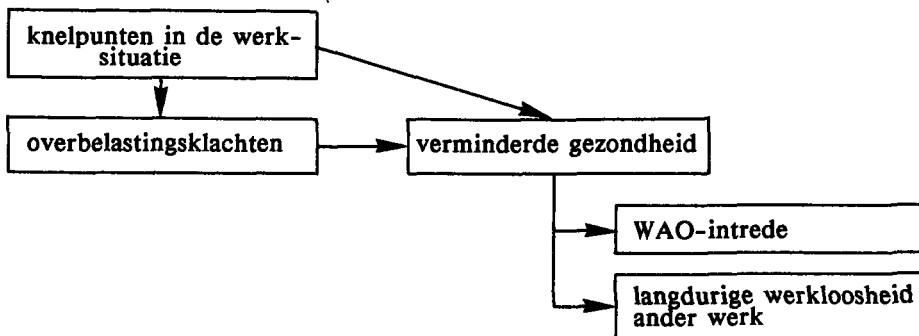 knelpunten in de werk-
situatie
overbelastingsklachten
verminderde gezondheid
WAO-intrede
langdurige werkloosheid
ander werk